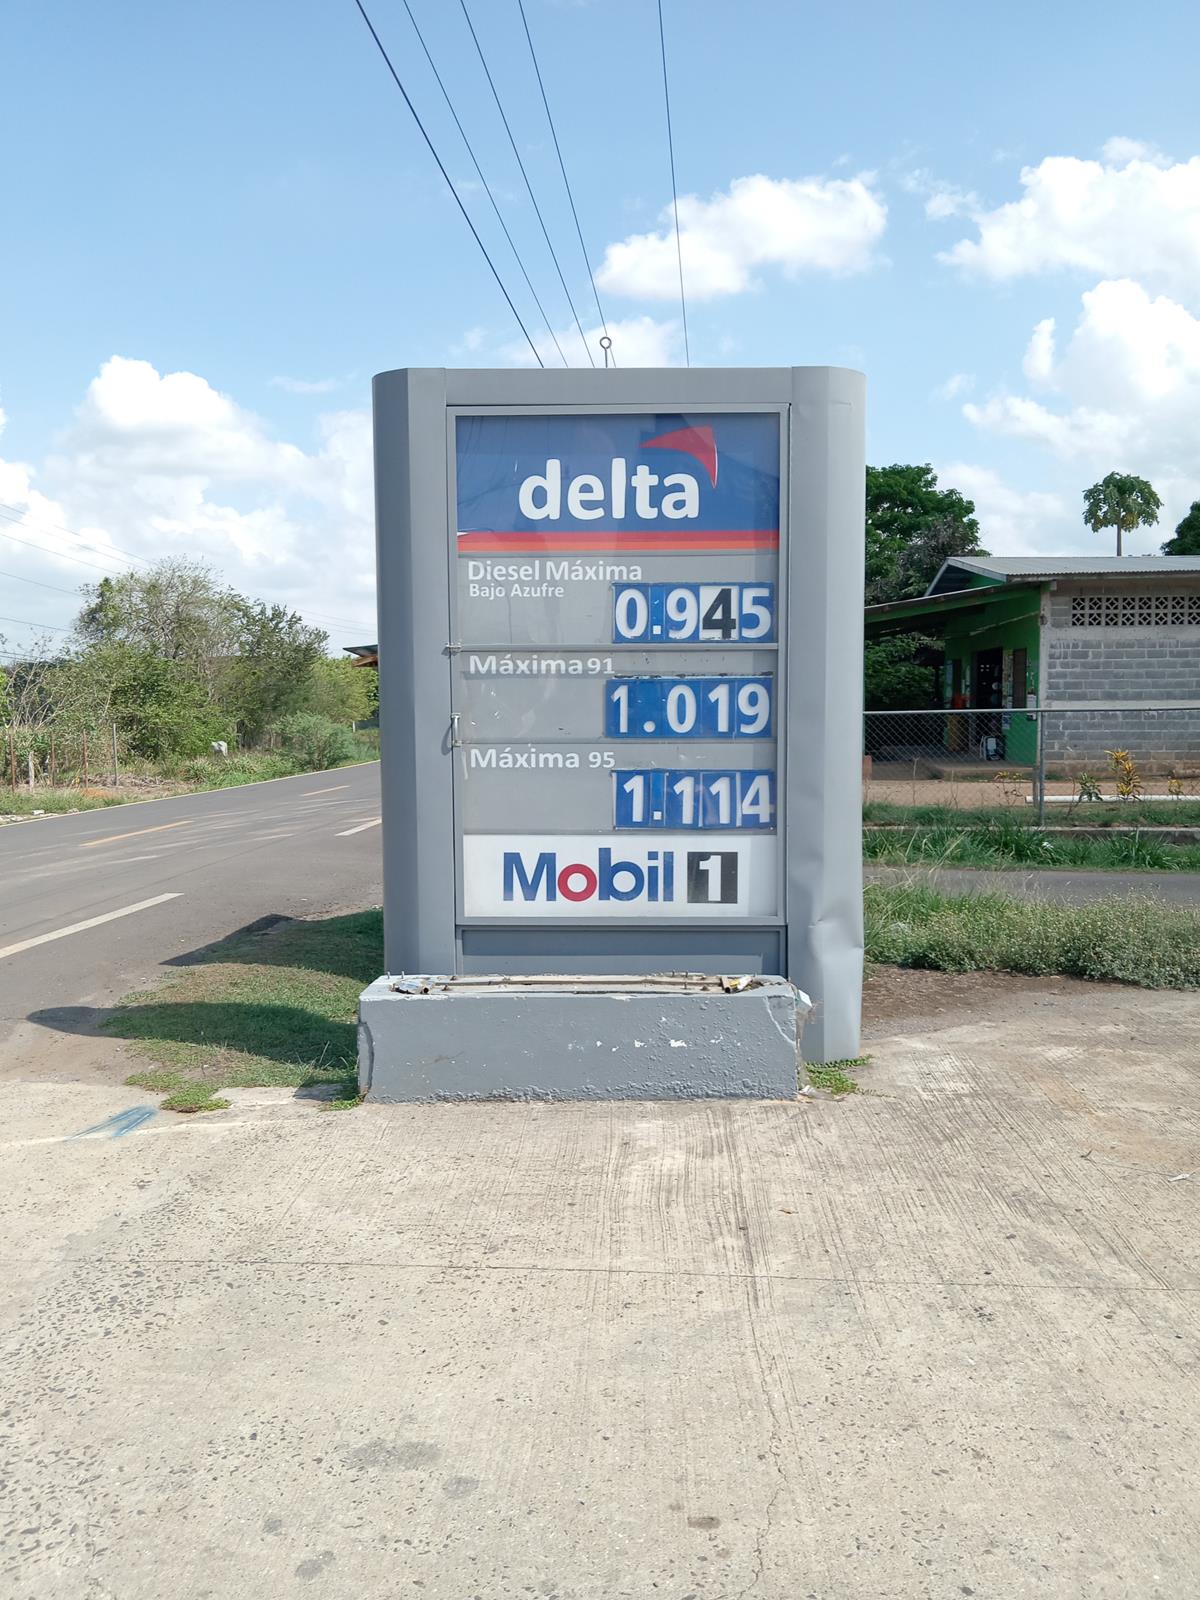 delta
Diesel Máxima
Bajo Azufre
0.945
Máxima 91
1.019
Máxima 95
1.114
Mobil 1